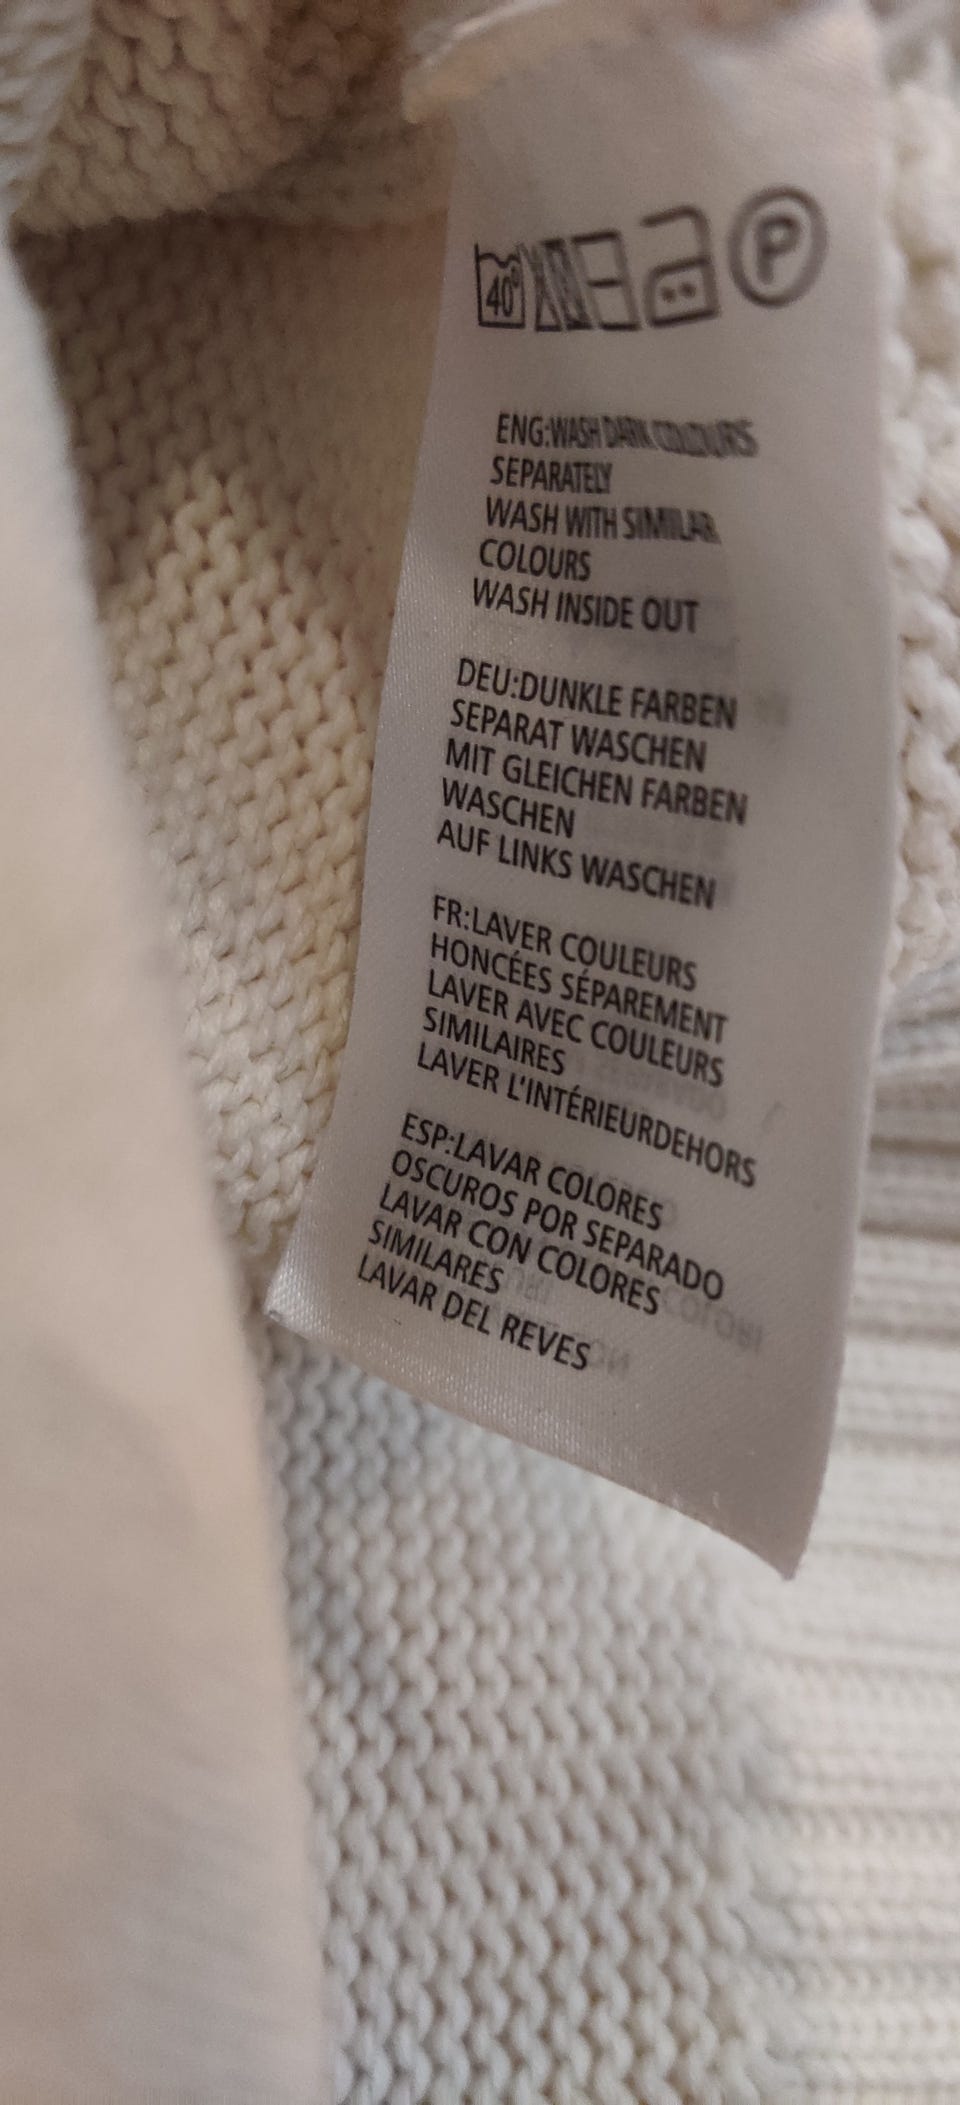 40°
P
ENG:WASH DARK COLOURS
SEPARATELY
WASH WITH SIMILAR
COLOURS
WASH INSIDE OUT
DEU:DUNKLE FARBEN
SEPARAT WASCHEN
MIT GLEICHEN FARBEN
WASCHEN
AUF LINKS WASCHEN
FR:LAVER COULEURS
HONCÉES SÉPAREMENT
LAVER AVEC COULEURS
SIMILAIRES
LAVER L'INTÉRIEURDEHORS
ESP:LAVAR COLORES
OSCUROS POR SEPARADO
LAVAR CON COLORES
SIMILARES
LAVAR DEL REVES